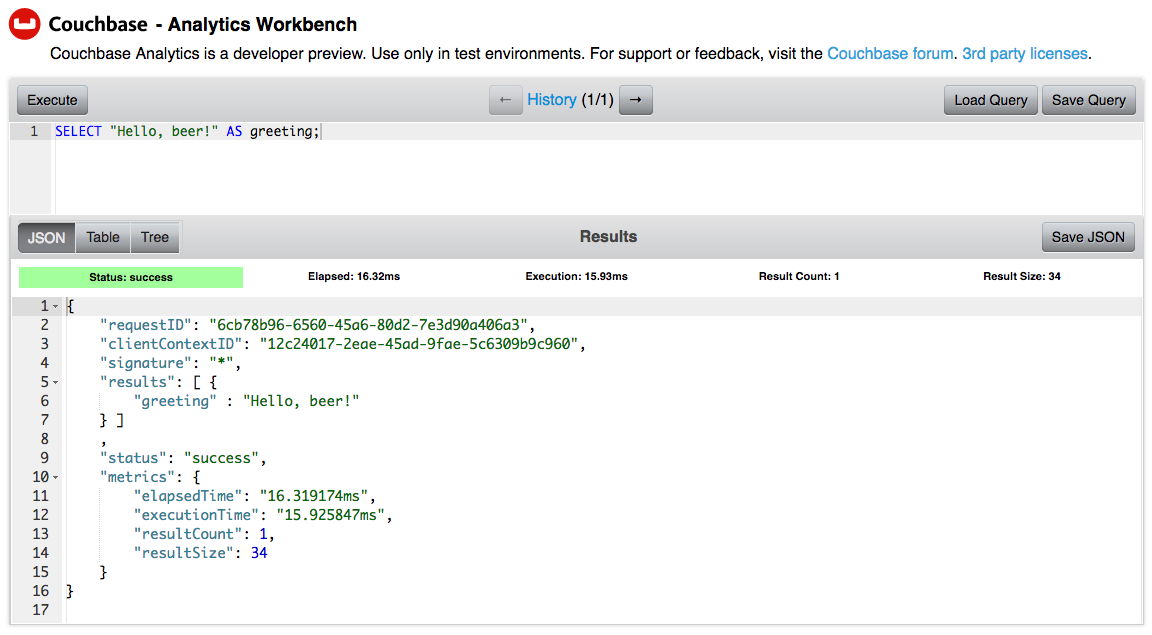 Couchbase - Analytics Workbench
Couchbase Analytics is a developer preview. Use only in test environments. For support or feedback, visit the Couchbase forum. 3rd party licenses.
Execute ← History (1/1) → Load Query Save Query
1 SELECT "Hello, beer!" AS greeting;
JSON Table Tree Results Save JSON
Status: success Elapsed: 16.32ms Execution: 15.93ms Result Count: 1 Result Size: 34
1 {
2 "requestID": "6cb78b96-6560-45a6-80d2-7e3d90a406a3",
3 "clientContextID": "12c24017-2eae-45ad-9fae-5c6309b9c960",
4 "signature": "*",
5 "results": [ {
6 "greeting" : "Hello, beer!"
7 } ]
8 ,
9 "status": "success",
10 "metrics": {
11 "elapsedTime": "16.319174ms",
12 "executionTime": "15.925847ms",
13 "resultCount": 1,
14 "resultSize": 34
15 }
16 }
17